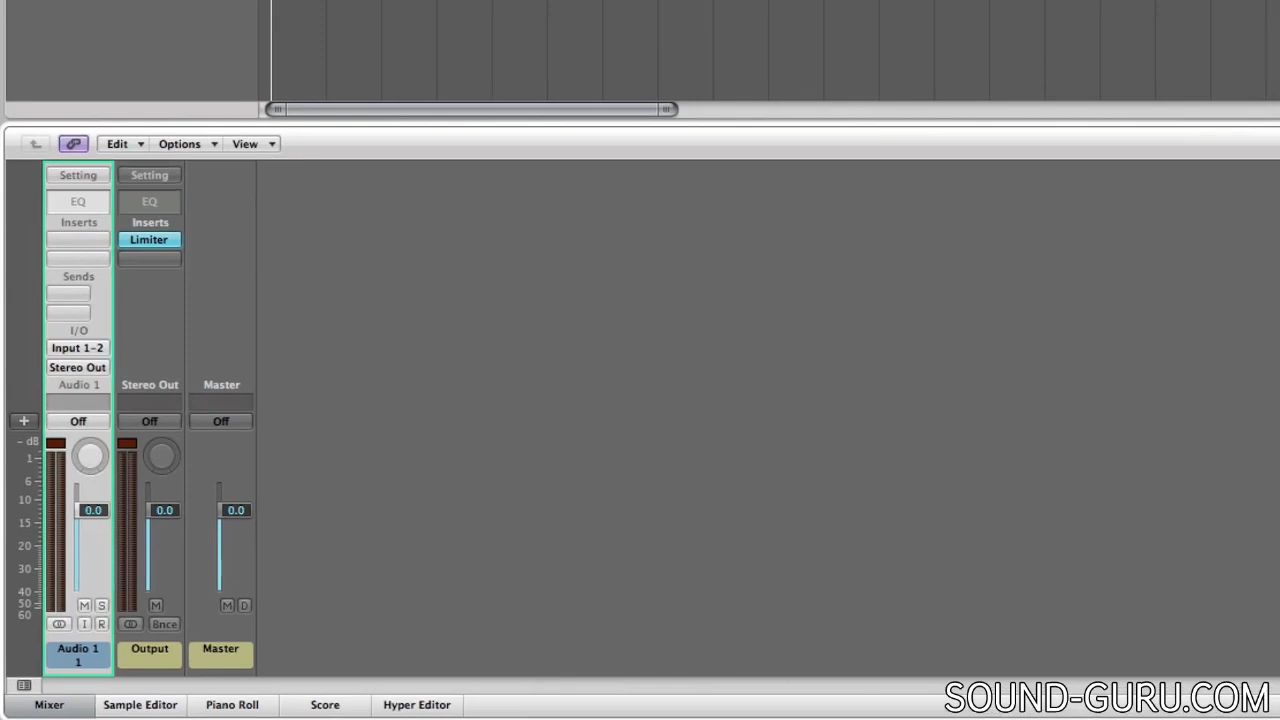 Edit Options View
Setting Setting
EQ EQ
Inserts Inserts
Limiter
Sends
I/O
Input 1-2
Stereo Out
Audio 1 Stereo Out Master
+ Off Off Off
- dB
1
6
10
0.0 0.0 0.0
15
20
30
40
50
60
M S M M D
I R Bnce
Audio 1 Output Master
1
Mixer Sample Editor Piano Roll Score Hyper Editor
SOUND-GURU.COM